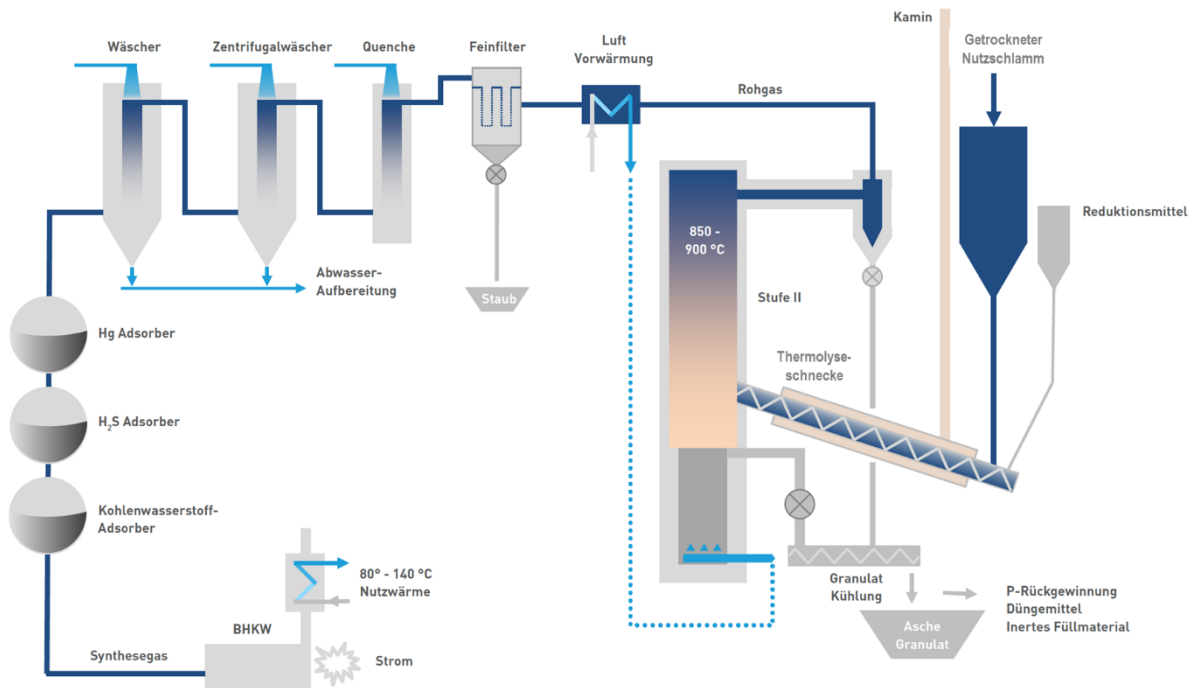 Wäscher
Zentrifugalwäscher
Quenche
Feinfilter
Luft
Vorwärmung
Rohgas
Kamin
Getrockneter
Nutzschlamm
Reduktionsmittel
850 -
900 °C
Stufe II
Thermolyse-
schnecke
Abwasser-
Aufbereitung
Staub
Hg Adsorber
H₂S Adsorber
Kohlenwasserstoff-
Adsorber
80° - 140 °C
Nutzwärme
BHKW
Synthesegas
Strom
Granulat
Kühlung
Asche
Granulat
P-Rückgewinnung
Düngemittel
Inertes Füllmaterial